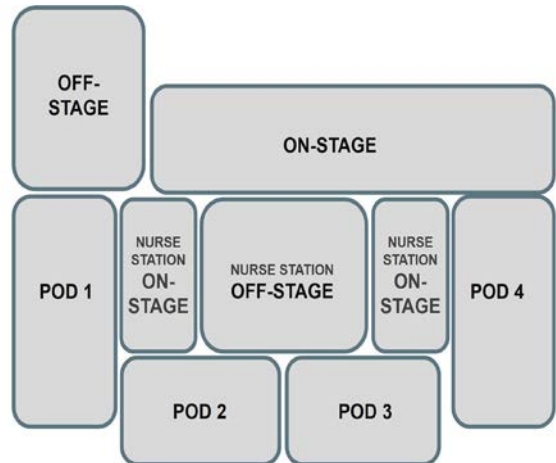 OFF-
STAGE
ON-STAGE
POD 1
NURSE
STATION
ON-
STAGE
NURSE STATION
OFF-STAGE
NURSE
STATION
ON-
STAGE
POD 4
POD 2
POD 3